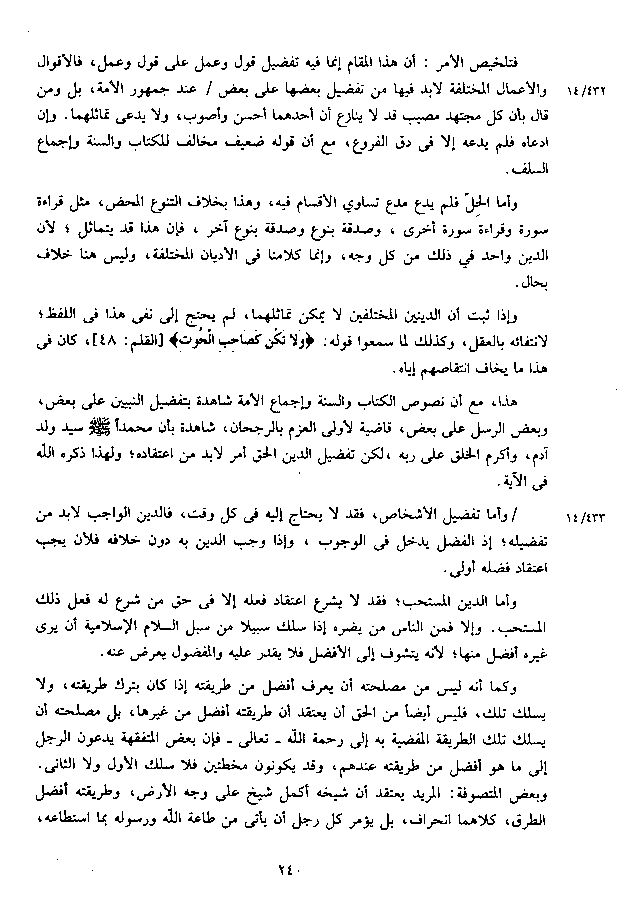 فتلخيص الأمر : أن هذا المقام إنما فيه تفضيل قول وعمل على قول وعمل، فالأقوال
١٤/٤٣٢ والأعمال المختلفة لابد فيها من تفضيل بعضها على بعض / عند جمهور الأمة، بل ومن
قال بأن كل مجتهد مصيب قد لا ينازع أن أحدهما أحسن وأصوب، ولا يدعى تماثلهما. وإن
ادعاه فلم يدعه إلا فى دق الفروع، مع أن قوله ضعيف مخالف للكتاب والسنة وإجماع
السلف.
وأما الحِلّ فلم يدع مدع تساوي الأقسام فيه، وهذا بخلاف التنوع المحض، مثل قراءة
سورة وقراءة سورة أخرى ، وصدقة بنوع وصدقة بنوع آخر ، فإن هذا قد يتماثل ؛ لأن
الدين واحد في ذلك من كل وجه، وإنما كلامنا فى الأديان المختلفة، وليس هنا خلاف
بحال.
وإذا ثبت أن الدينين المختلفين لا يمكن تماثلهما، لم يحتج إلى نفى هذا فى اللفظ؛
لانتفائه بالعقل، وكذلك لما سمعوا قوله: ﴿وَلا تَكُن كَصَاحِبِ الْحُوتِ﴾ [القلم: ٤٨]، كان فى
هذا ما يخاف انتقاصهم إياه.
هذا، مع أن نصوص الكتاب والسنة وإجماع الأمة شاهدة بتفضيل النبيين على بعض،
وبعض الرسل على بعض، قاضية لأولى العزم بالرجحان، شاهدة بأن محمداً ﷺ سيد ولد
آدم، وأكرم الخلق على ربه ،لكن تفضيل الدين الحق أمر لابد من اعتقاده؛ ولهذا ذكره الله
فى الآية.
١٤/٤٣٣ / وأما تفضيل الأشخاص، فقد لا يحتاج إليه فى كل وقت، فالدين الواجب لابد من
تفضيله؛ إذ الفضل يدخل فى الوجوب ، وإذا وجب الدين به دون خلافه فلأن يجب
اعتقاد فضله أولى.
وأما الدين المستحب؛ فقد لا يشرع اعتقاد فعله إلا فى حق من شرع له فعل ذلك
المستحب. وإلا فمن الناس من يضره إذا سلك سبيلا من سبل السلام الإسلامية أن يرى
غيره أفضل منها؛ لأنه يتشوف إلى الأفضل فلا يقدر عليه والمفضول يعرض عنه.
وكما أنه ليس من مصلحته أن يعرف أفضل من طريقته إذا كان يترك طريقته، ولا
يسلك تلك، فليس أيضاً من الحق أن يعتقد أن طريقته أفضل من غيرها، بل مصلحته أن
يسلك تلك الطريقة المفضية به إلى رحمة الله ـ تعالى ـ فإن بعض المتفقهة يدعون الرجل
إلى ما هو أفضل من طريقته عندهم، وقد يكونون مخطئين فلا سلك الأول ولا الثانى.
وبعض المتصوفة: المريد يعتقد أن شيخه أكمل شيخ على وجه الأرض، وطريقته أفضل
الطرق، كلاهما انحراف، بل يؤمر كل رجل أن يأتى من طاعة الله ورسوله بما استطاعه،
٢٤٠